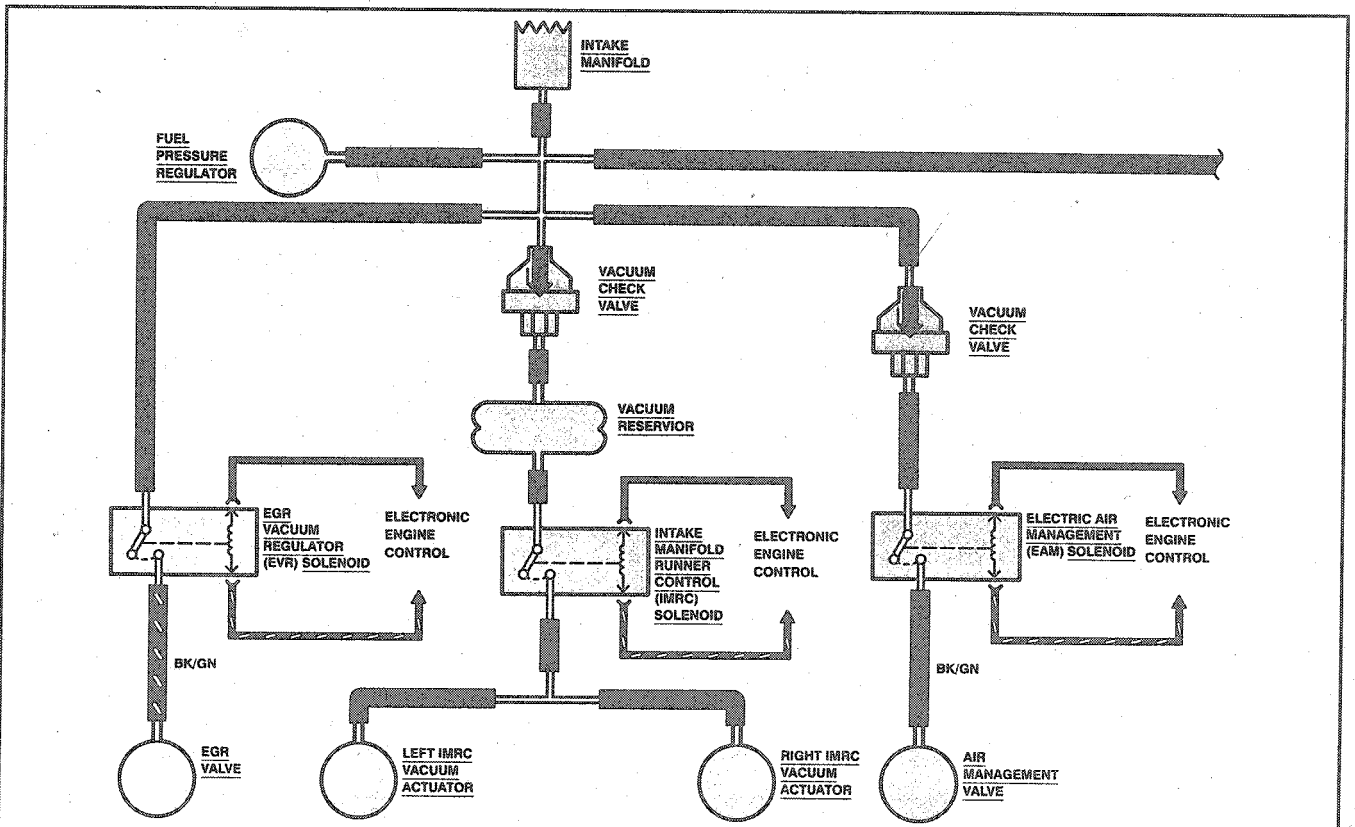 INTAKE
MANIFOLD
FUEL
PRESSURE
REGULATOR
VACUUM
CHECK
VALVE
VACUUM
CHECK
VALVE
VACUUM
RESERVIOR
EGR
VACUUM
REGULATOR
(EVR) SOLENOID
ELECTRONIC
ENGINE
CONTROL
INTAKE
MANIFOLD
RUNNER
CONTROL
(IMRC)
SOLENOID
ELECTRONIC
ENGINE
CONTROL
ELECTRIC AIR
MANAGEMENT
(EAM) SOLENOID
ELECTRONIC
ENGINE
CONTROL
BK/GN
BK/GN
EGR
VALVE
LEFT IMRC
VACUUM
ACTUATOR
RIGHT IMRC
VACUUM
ACTUATOR
AIR
MANAGEMENT
VALVE